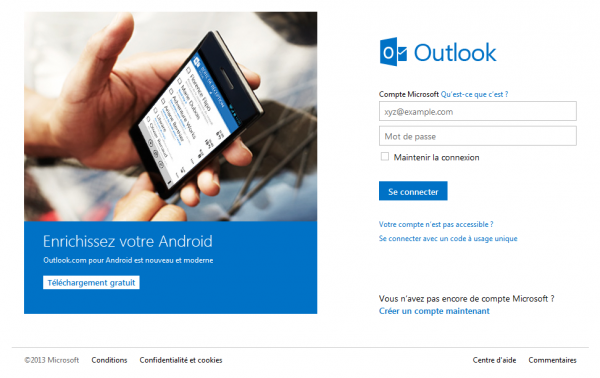 Outlook
Compte Microsoft Qu'est-ce que c'est ?
xyz@example.com
Mot de passe
Maintenir la connexion
Se connecter
Votre compte n'est pas accessible ?
Se connecter avec un code à usage unique
Enrichissez votre Android
Outlook.com pour Android est nouveau et moderne
Téléchargement gratuit
Vous n'avez pas encore de compte Microsoft ?
Créer un compte maintenant
©2013 Microsoft Conditions Confidentialité et cookies Centre d'aide Commentaires